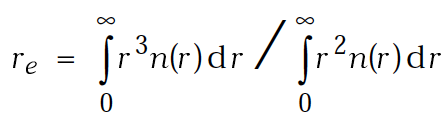 r_e = ∫_0^∞ r^3 n(r) dr / ∫_0^∞ r^2 n(r) dr